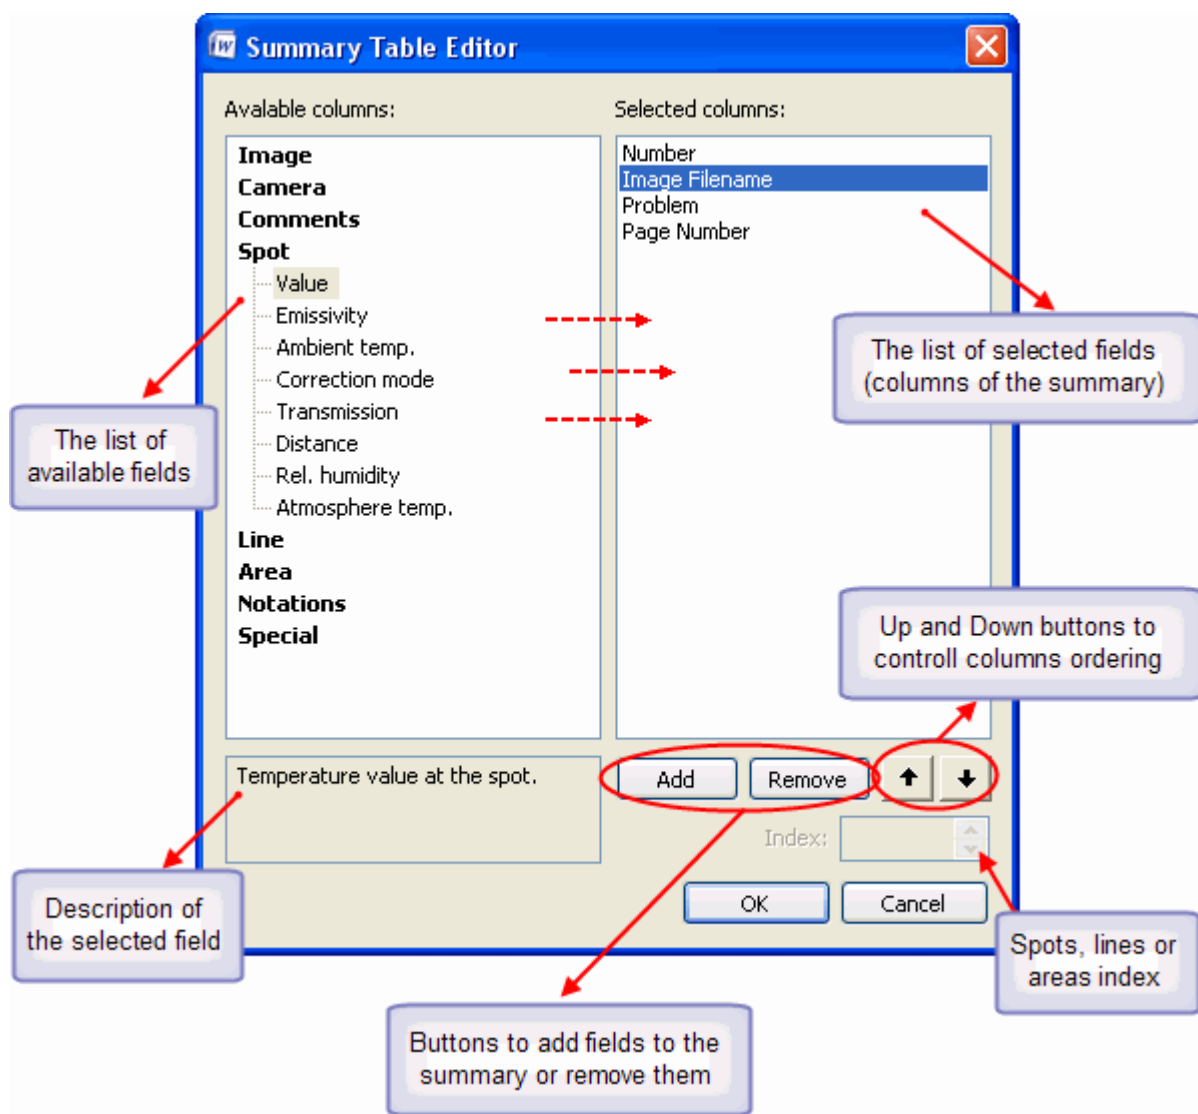 Summary Table Editor
Avalable columns:
Selected columns:
Image
Camera
Comments
Spot
Value
Emissivity
Ambient temp.
Correction mode
Transmission
Distance
Rel. humidity
Atmosphere temp.
Line
Area
Notations
Special
Number
Image Filename
Problem
Page Number
The list of
available fields
The list of selected fields
(columns of the summary)
Up and Down buttons to
controll columns ordering
Temperature value at the spot.
Add
Remove
Index:
OK
Cancel
Description of
the selected field
Spots, lines or
areas index
Buttons to add fields to the
summary or remove them